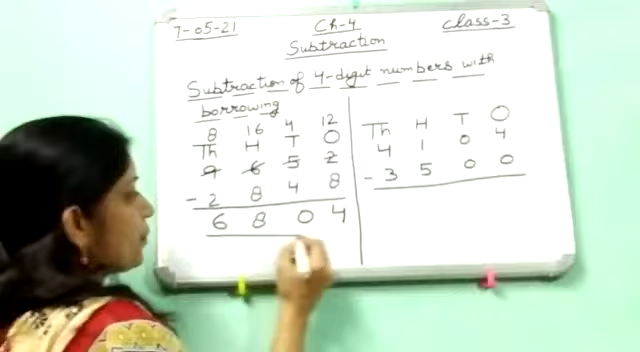 7-05-21 Ch-4 Class-3
Subtraction
Subtraction of 4-digit numbers with
borrowing
8 16 4 12
Th H T O
9 6 5 2
- 2 8 4 8
6 8 0 4
Th H T O
4 1 0 4
- 3 5 0 0